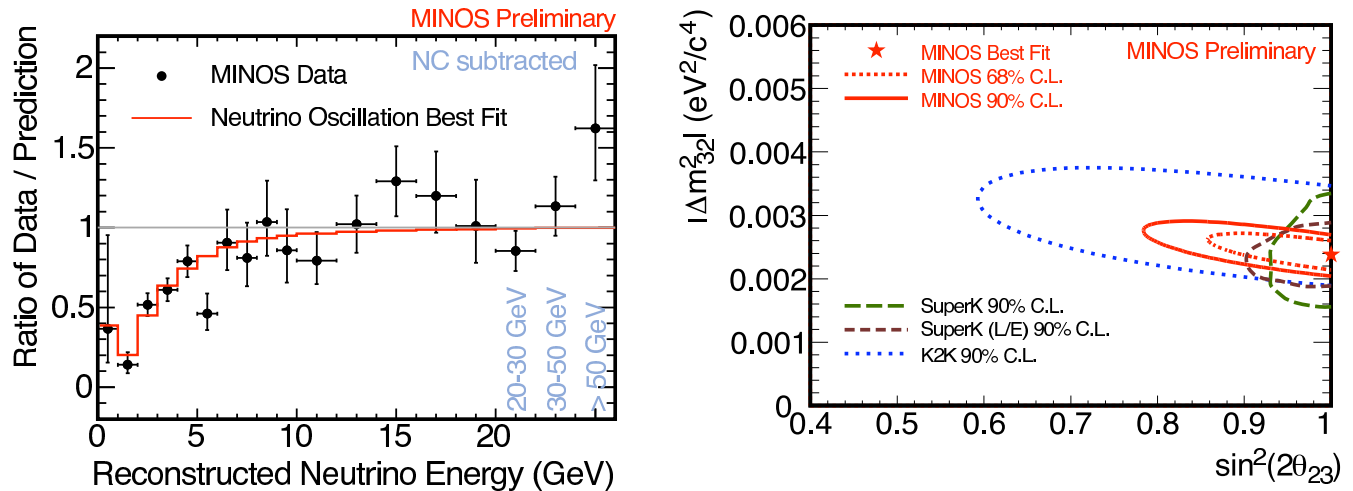 MINOS Preliminary
NC subtracted
MINOS Data
Neutrino Oscillation Best Fit
Ratio of Data / Prediction
2
1.5
1
0.5
0
20-30 GeV
30-50 GeV
> 50 GeV
0 5 10 15 20
Reconstructed Neutrino Energy (GeV)
MINOS Preliminary
MINOS Best Fit
MINOS 68% C.L.
MINOS 90% C.L.
|Δm²₃₂| (eV²/c⁴)
0.006
0.005
0.004
0.003
0.002
0.001
0
SuperK 90% C.L.
SuperK (L/E) 90% C.L.
K2K 90% C.L.
0.4 0.5 0.6 0.7 0.8 0.9 1
sin²(2θ₂₃)